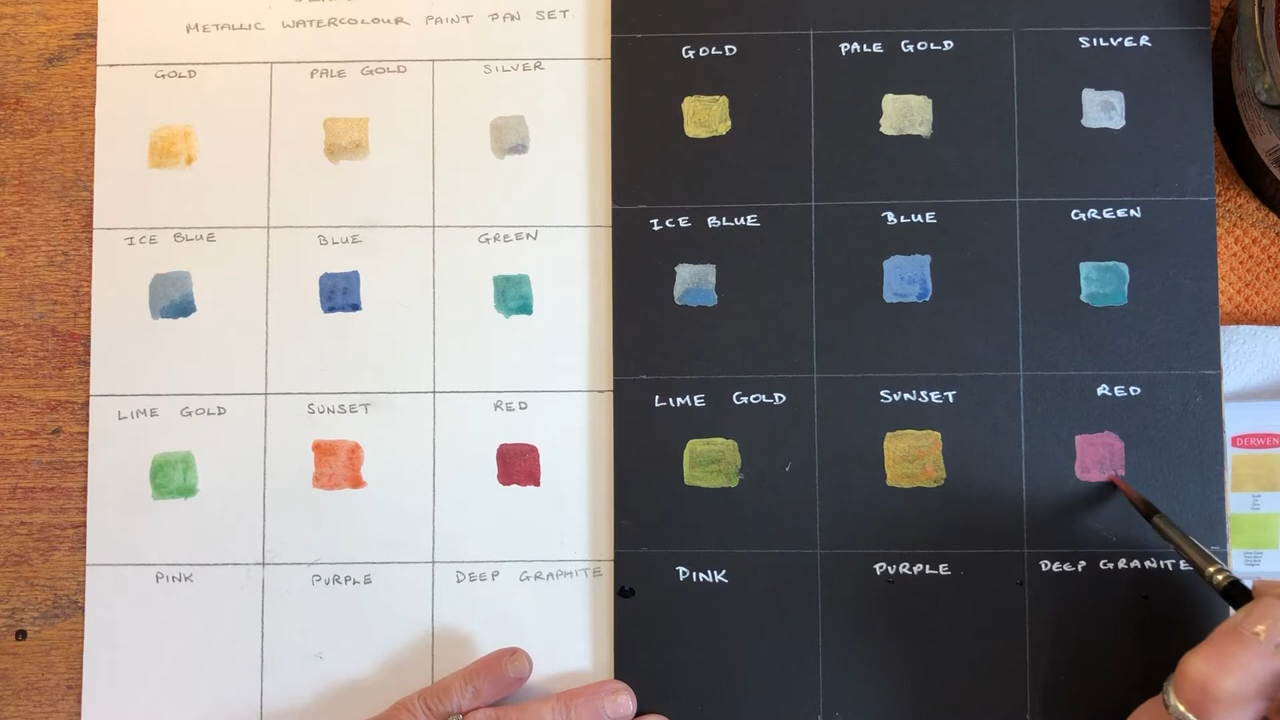 METALLIC WATERCOLOUR PAINT PAN SET.
GOLD PALE GOLD SILVER
ICE BLUE BLUE GREEN
LIME GOLD SUNSET RED
PINK PURPLE DEEP GRAPHITE
GOLD PALE GOLD SILVER
ICE BLUE BLUE GREEN
LIME GOLD SUNSET RED
PINK PURPLE DEEP GRANITE
DERWEN